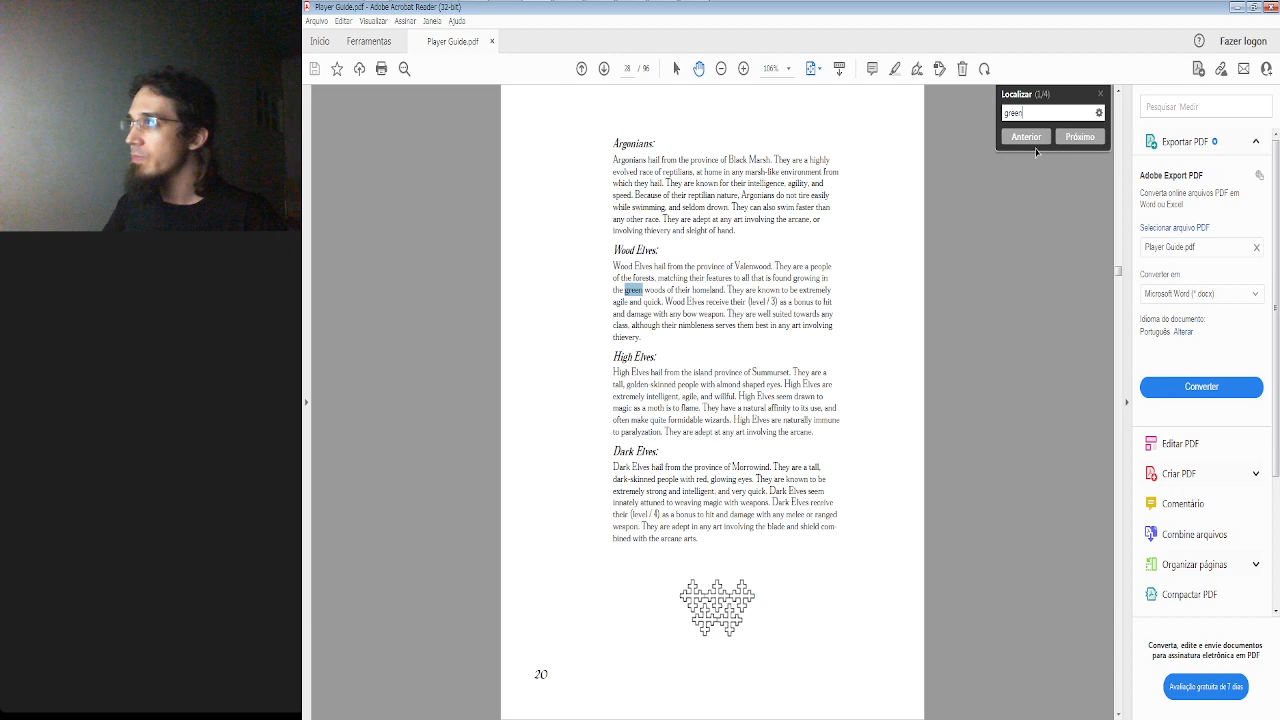 Player Guide.pdf - Adobe Acrobat Reader (32-bit)
Arquivo Editar Visualizar Assinar Janela Ajuda
Início Ferramentas Player Guide.pdf × Fazer logon
28 / 96 106%
Localizar (1/4)
green
Anterior Próximo
Argonians:
Argonians hail from the province of Black Marsh. They are a highly
evolved race of reptilians, at home in any marsh-like environment from
which they hail. They are known for their intelligence, agility, and
speed. Because of their reptilian nature, Argonians do not tire easily
while swimming, and seldom drown. They can also swim faster than
any other race. They are adept at any art involving the arcane, or
involving thievery and sleight of hand.
Wood Elves:
Wood Elves hail from the province of Valenwood. They are a people
of the forests, matching their features to all that is found growing in
the green woods of their homeland. They are known to be extremely
agile and quick. Wood Elves receive their (level / 3) as a bonus to hit
and damage with any bow weapon. They are well suited towards any
class, although their nimbleness serves them best in any art involving
thievery.
High Elves:
High Elves hail from the island province of Summurset. They are a
tall, golden-skinned people with almond shaped eyes. High Elves are
extremely intelligent, agile, and willful. High Elves seem drawn to
magic as a moth is to flame. They have a natural affinity to its use, and
often make quite formidable wizards. High Elves are naturally immune
to paralyzation. They are adept at any art involving the arcane.
Dark Elves:
Dark Elves hail from the province of Morrowind. They are a tall,
dark-skinned people with red, glowing eyes. They are known to be
extremely strong and intelligent, and very quick. Dark Elves seem
innately attuned to weaving magic with weapons. Dark Elves receive
their (level / 4) as a bonus to hit and damage with any melee or ranged
weapon. They are adept in any art involving the blade and shield com-
bined with the arcane arts.
20
Pesquisar 'Medir'
Exportar PDF
Adobe Export PDF
Converta online arquivos PDF em
Word ou Excel
Selecionar arquivo PDF
Player Guide.pdf
Converter em
Microsoft Word (*.docx)
Idioma do documento:
Português Alterar
Converter
Editar PDF
Criar PDF
Comentário
Combine arquivos
Organizar páginas
Compactar PDF
Converta, edite e envie documentos
para assinatura eletrônica em PDF
Avaliação gratuita de 7 dias